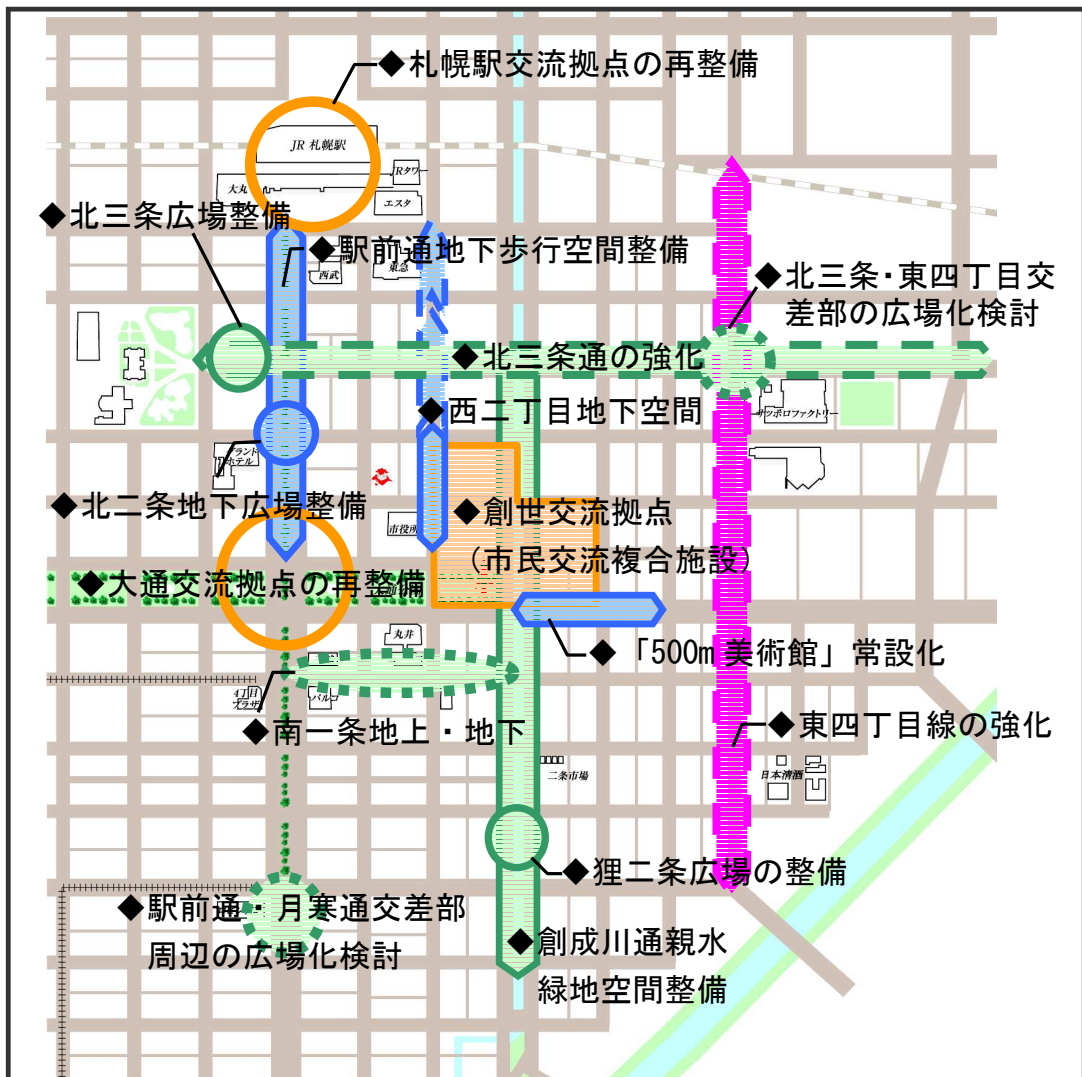 ◆札幌駅交流拠点の再整備
JR 札幌駅
JRタワー
大丸
エスタ
◆北三条広場整備
◆駅前通地下歩行空間整備
西武
東急
◆北三条・東四丁目交
差部の広場化検討
◆北三条通の強化
◆西二丁目地下空間
サッポロファクトリー
グランド
ホテル
◆北二条地下広場整備
市役所
◆創世交流拠点
(市民交流複合施設)
◆大通交流拠点の再整備
丸井
◆「500m 美術館」常設化
4丁目
プラザ
パルコ
◆南一条地上・地下
◆東四丁目線の強化
二条市場
日本清酒
◆狸二条広場の整備
◆駅前通・月寒通交差部
周辺の広場化検討
◆創成川通親水
緑地空間整備